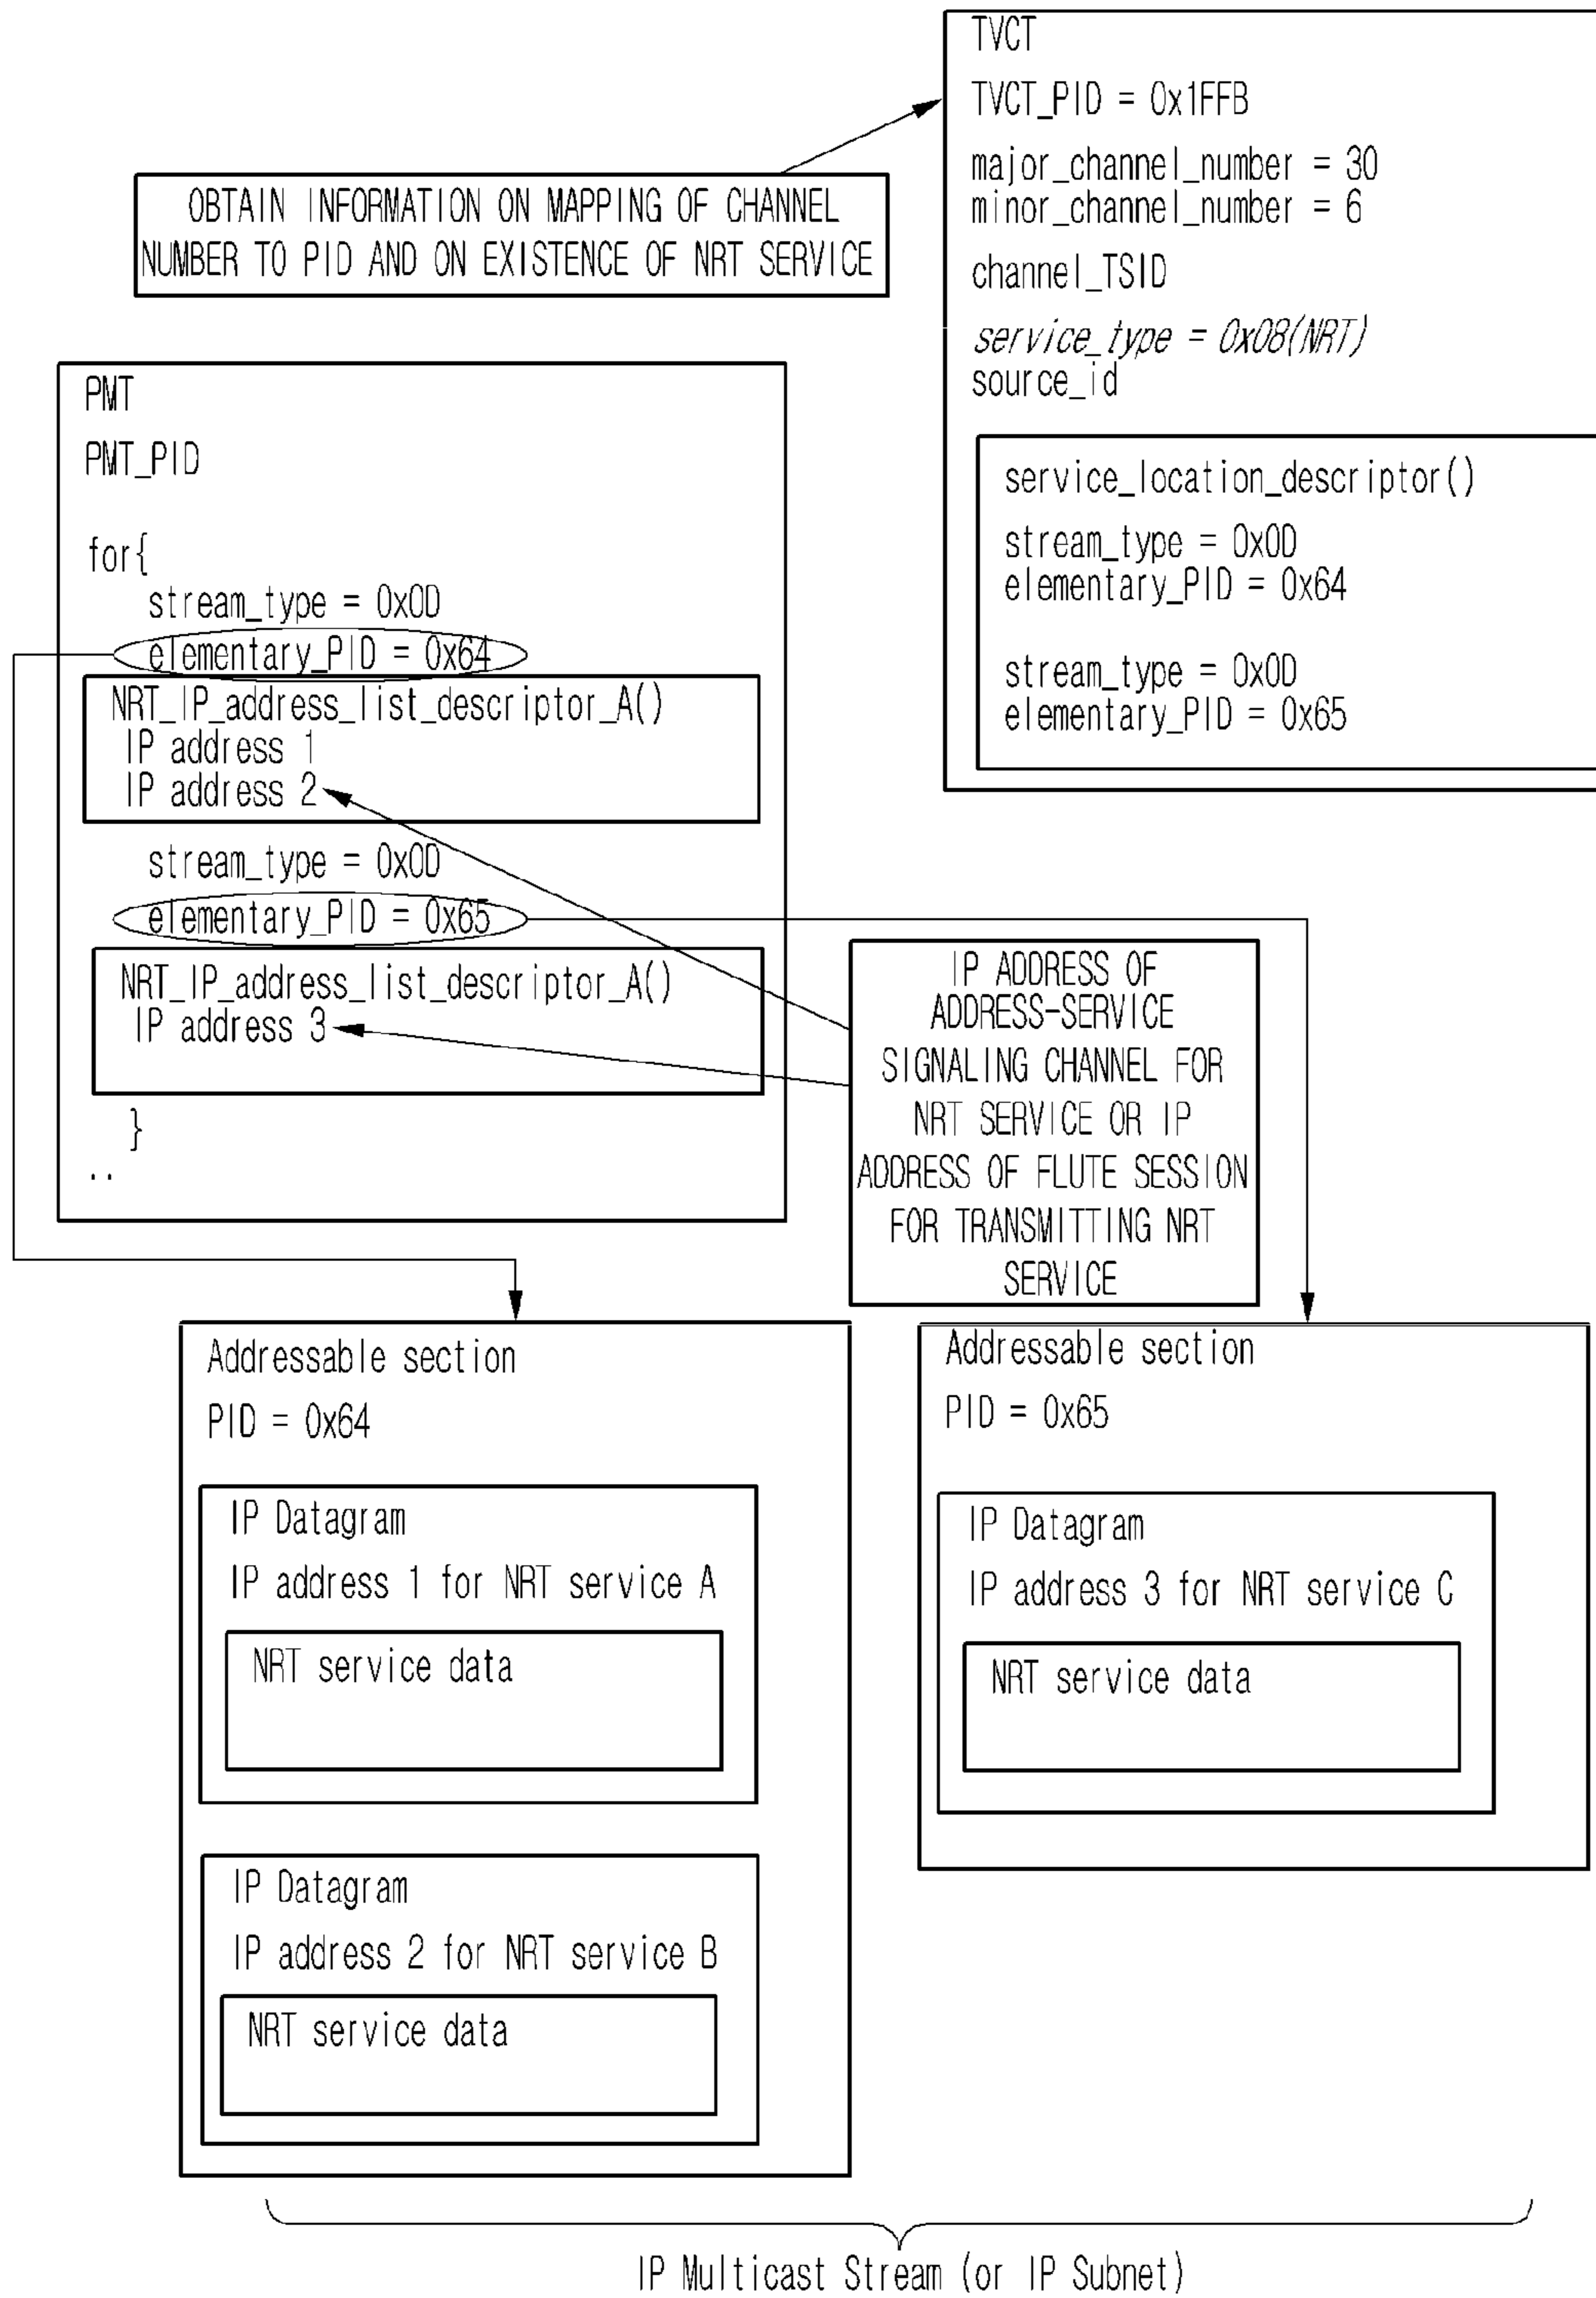 TVCT
TVCT_PID = 0x1FFB
major_channel_number = 30
minor_channel_number = 6
channel_TSID
service_type = 0x08(NRT)
source_id
service_location_descriptor()
stream_type = 0x0D
elementary_PID = 0x64
stream_type = 0x0D
elementary_PID = 0x65
OBTAIN INFORMATION ON MAPPING OF CHANNEL
NUMBER TO PID AND ON EXISTENCE OF NRT SERVICE
PMT
PMT_PID
for{
stream_type = 0x0D
elementary_PID = 0x64
NRT_IP_address_list_descriptor_A()
IP address 1
IP address 2
stream_type = 0x0D
elementary_PID = 0x65
NRT_IP_address_list_descriptor_A()
IP address 3
}
..
IP ADDRESS OF
ADDRESS-SERVICE
SIGNALING CHANNEL FOR
NRT SERVICE OR IP
ADDRESS OF FLUTE SESSION
FOR TRANSMITTING NRT
SERVICE
Addressable section
PID = 0x64
IP Datagram
IP address 1 for NRT service A
NRT service data
IP Datagram
IP address 2 for NRT service B
NRT service data
Addressable section
PID = 0x65
IP Datagram
IP address 3 for NRT service C
NRT service data
IP Multicast Stream (or IP Subnet)